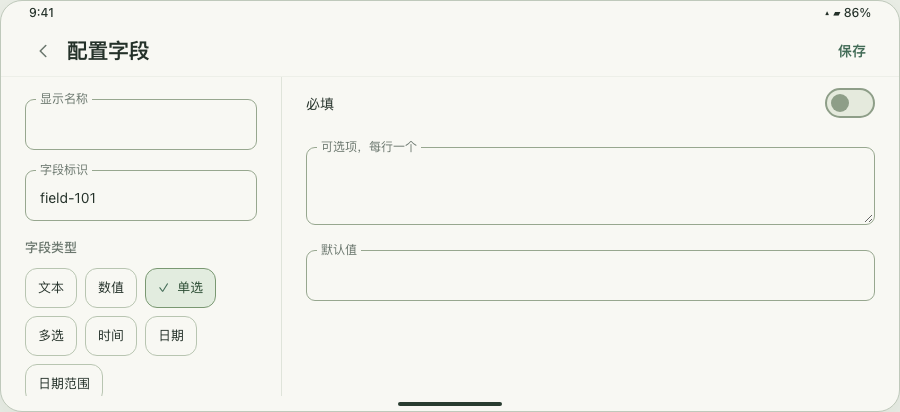 9:41
86%
配置字段
保存
显示名称
字段标识
field-101
字段类型
文本
数值
单选
多选
时间
日期
日期范围
必填
可选项，每行一个
默认值